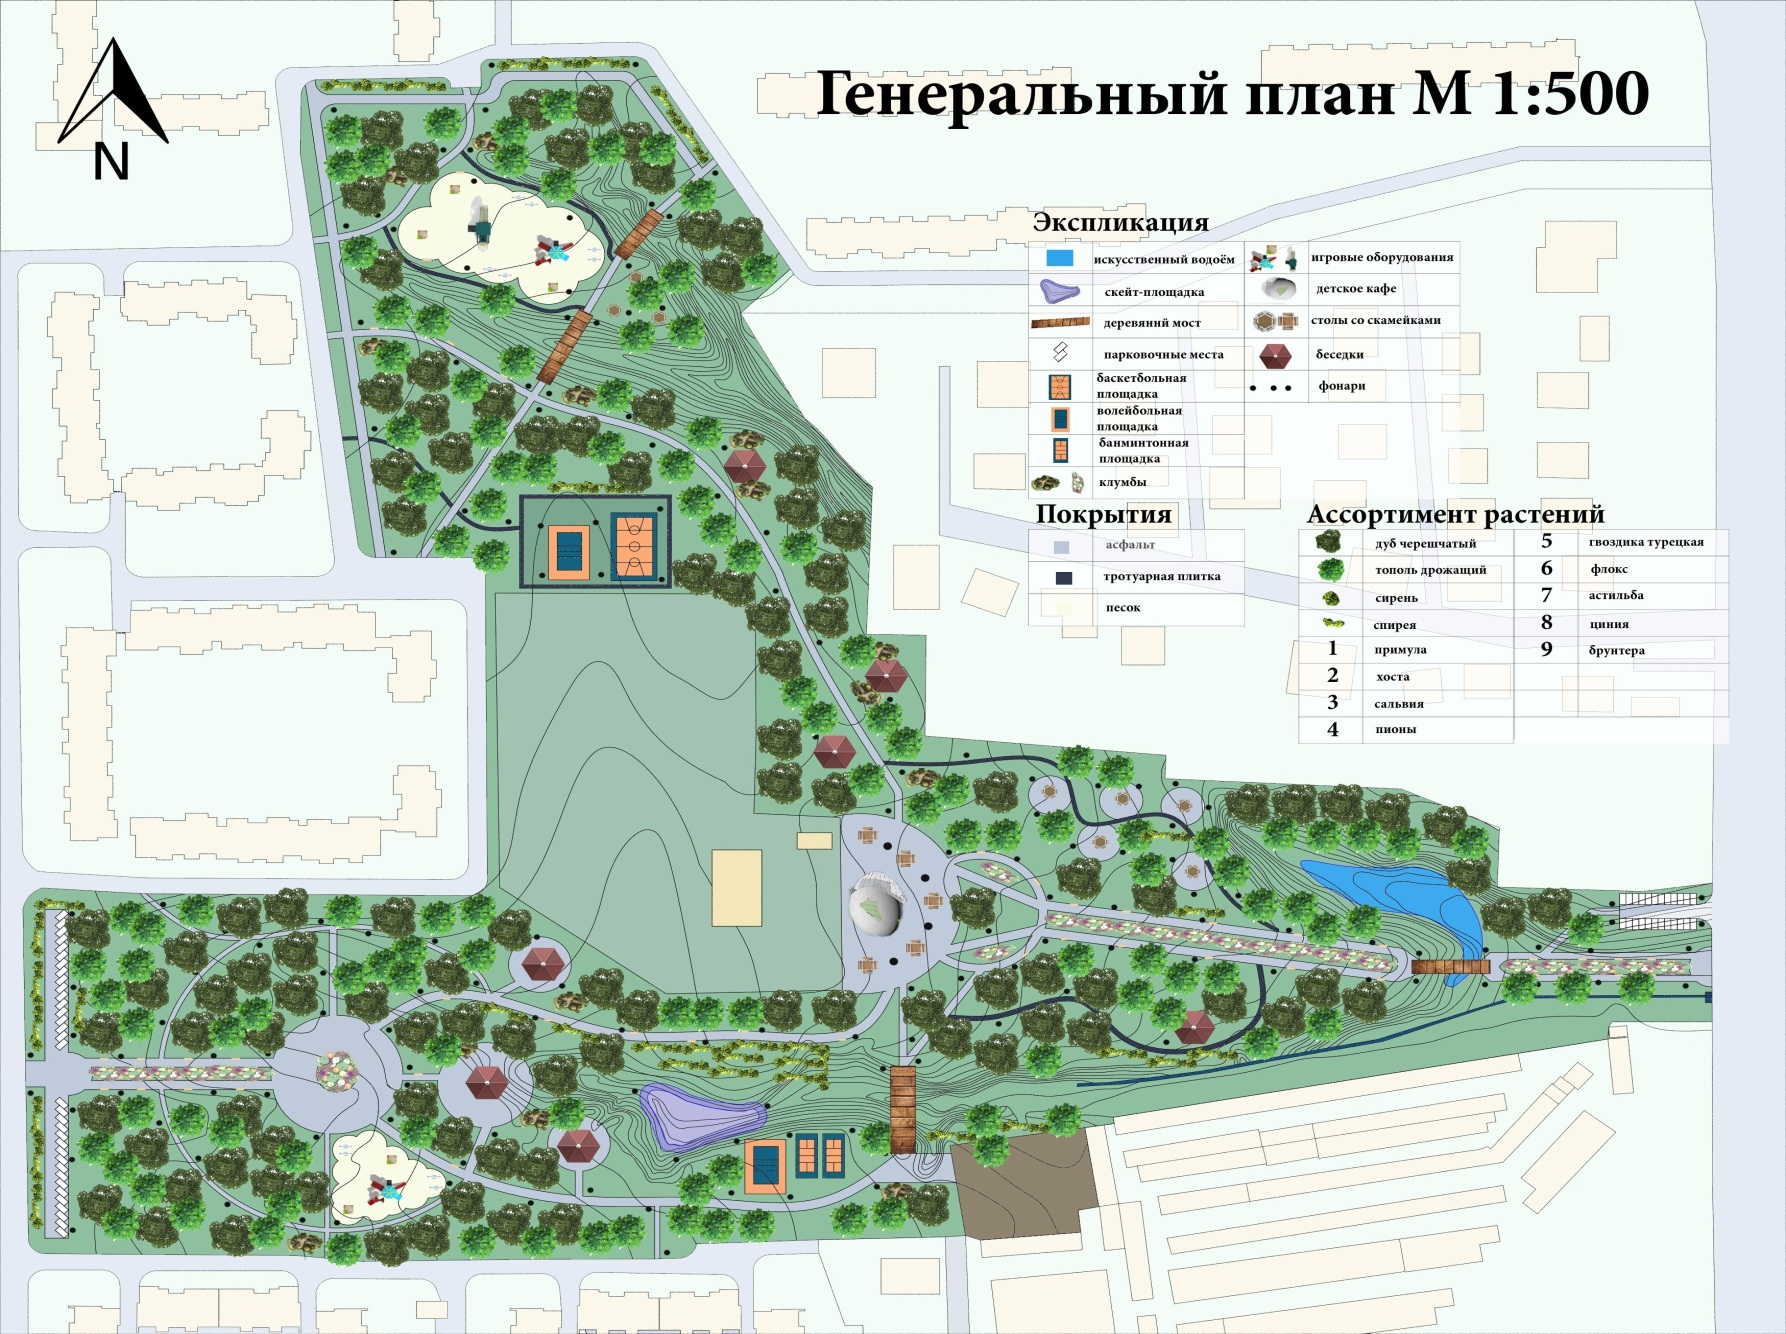 Генеральный план М 1:500
N
Экспликация
искусственный водоём
скейт-площадка
деревяннй мост
парковочные места
баскетбольная
площадка
волейбольная
площадка
банминтонная
площадка
клумбы
игровые оборудования
детское кафе
столы со скамейками
беседки
фонари
Покрытия
асфальт
тротуарная плитка
песок
Ассортимент растений
дуб черешчатый
тополь дрожащий
сирень
спирея
1 примула
2 хоста
3 сальвия
4 пионы
5 гвоздика турецкая
6 флокс
7 астильба
8 циния
9 брунтера